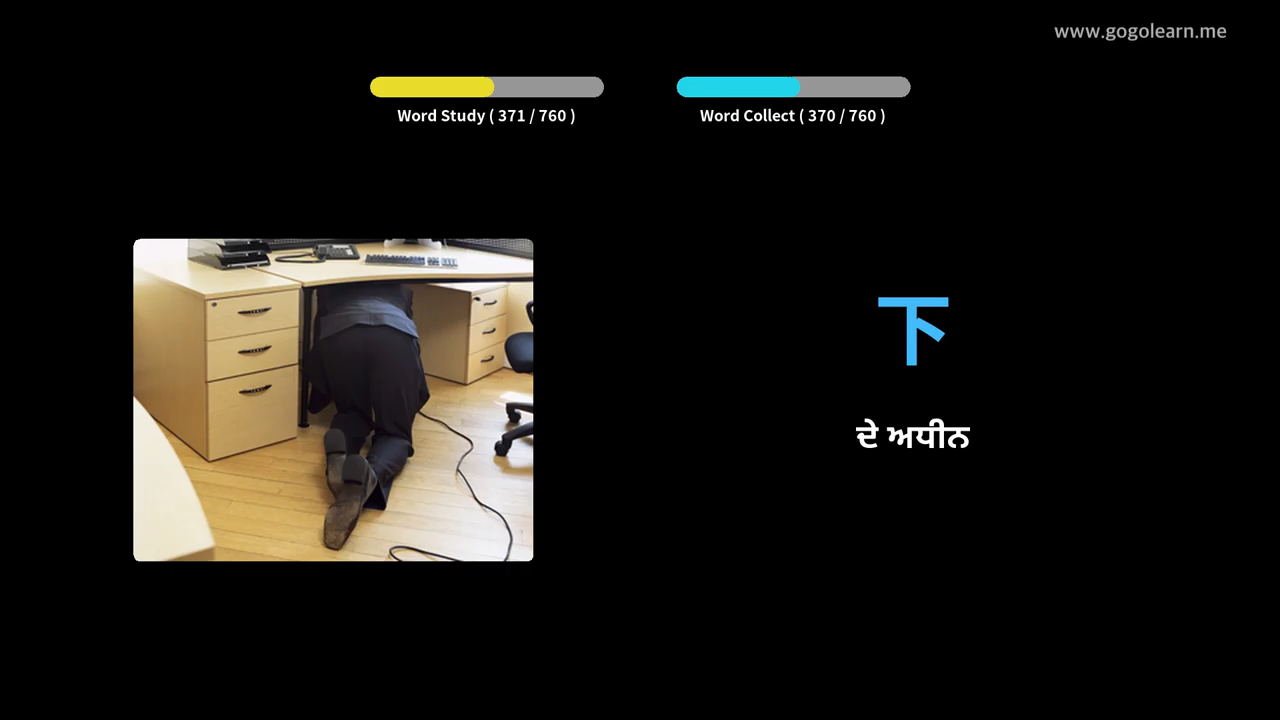 www.gogolearn.me
Word Study ( 371 / 760 )
Word Collect ( 370 / 760 )
下
ਦੇ ਅਧੀਨ